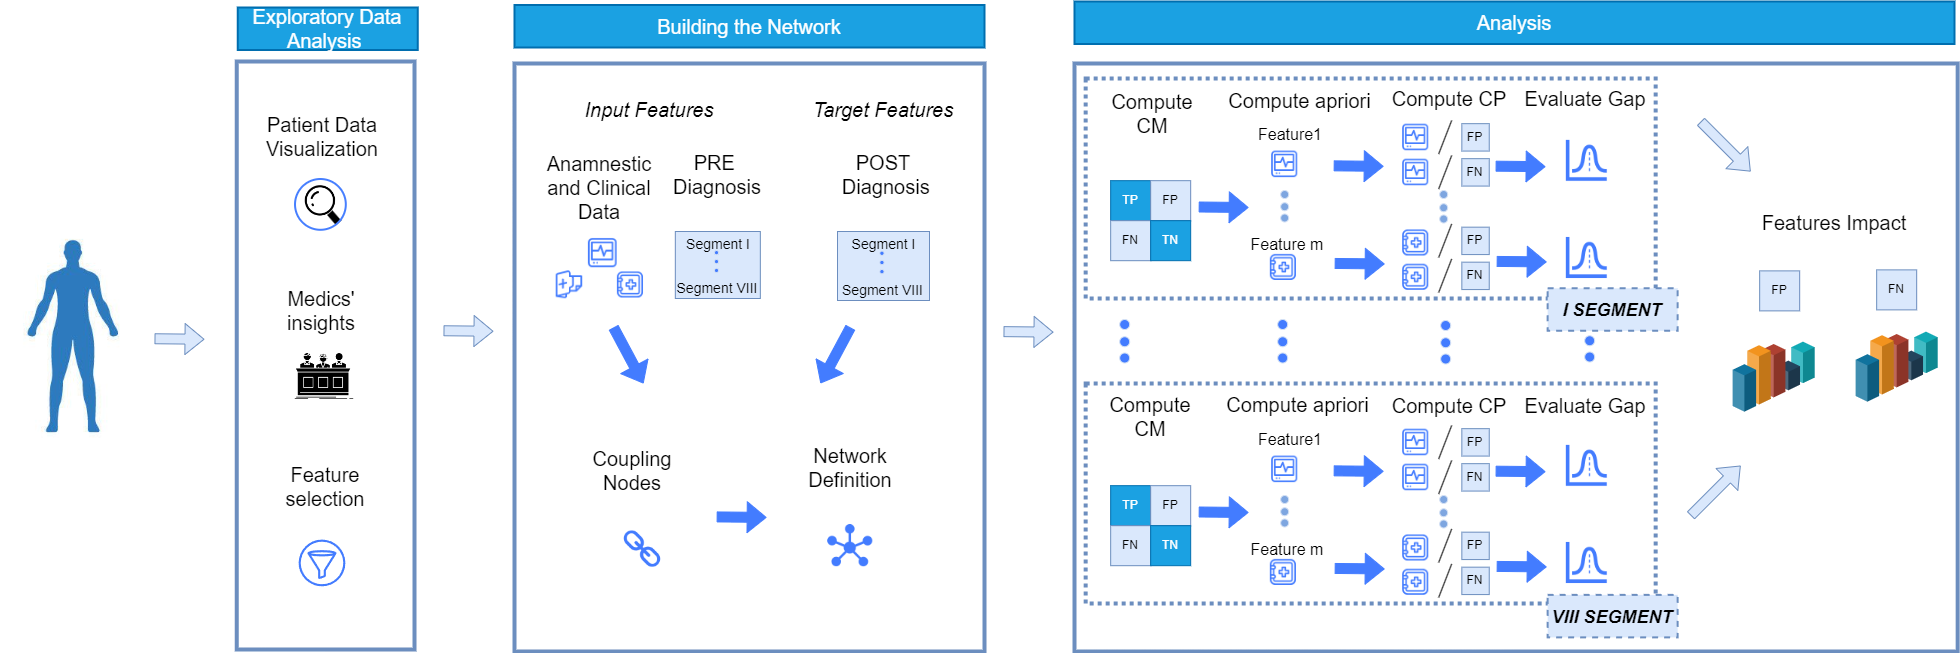 Exploratory Data
Analysis
Patient Data
Visualization
Medics'
insights
Feature
selection
Building the Network
Input Features
Target Features
Anamnestic
and Clinical
Data
PRE
Diagnosis
POST
Diagnosis
Segment I
Segment VIII
Segment I
Segment VIII
Coupling
Nodes
Network
Definition
Analysis
Compute
CM
Compute apriori
Compute CP
Evaluate Gap
TP
FP
FN
TN
Feature1
Feature m
FP
FN
FP
FN
I SEGMENT
Compute
CM
Compute apriori
Compute CP
Evaluate Gap
TP
FP
FN
TN
Feature1
Feature m
FP
FN
FP
FN
VIII SEGMENT
Features Impact
FP
FN